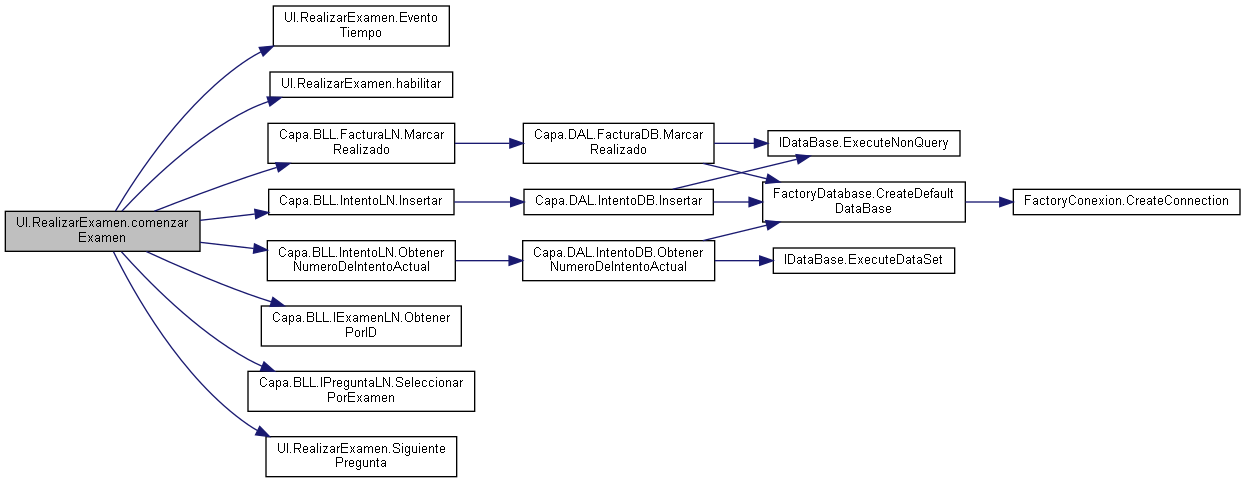 UI.RealizarExamen.comenzar
Examen
UI.RealizarExamen.Evento
Tiempo
UI.RealizarExamen.habilitar
Capa.BLL.FacturaLN.Marcar
Realizado
Capa.BLL.IntentoLN.Insertar
Capa.BLL.IntentoLN.Obtener
NumeroDeIntentoActual
Capa.BLL.IExamenLN.Obtener
PorID
Capa.BLL.IPreguntaLN.Seleccionar
PorExamen
UI.RealizarExamen.Siguiente
Pregunta
Capa.DAL.FacturaDB.Marcar
Realizado
Capa.DAL.IntentoDB.Insertar
Capa.DAL.IntentoDB.Obtener
NumeroDeIntentoActual
IDataBase.ExecuteNonQuery
FactoryDatabase.CreateDefault
DataBase
IDataBase.ExecuteDataSet
FactoryConexion.CreateConnection